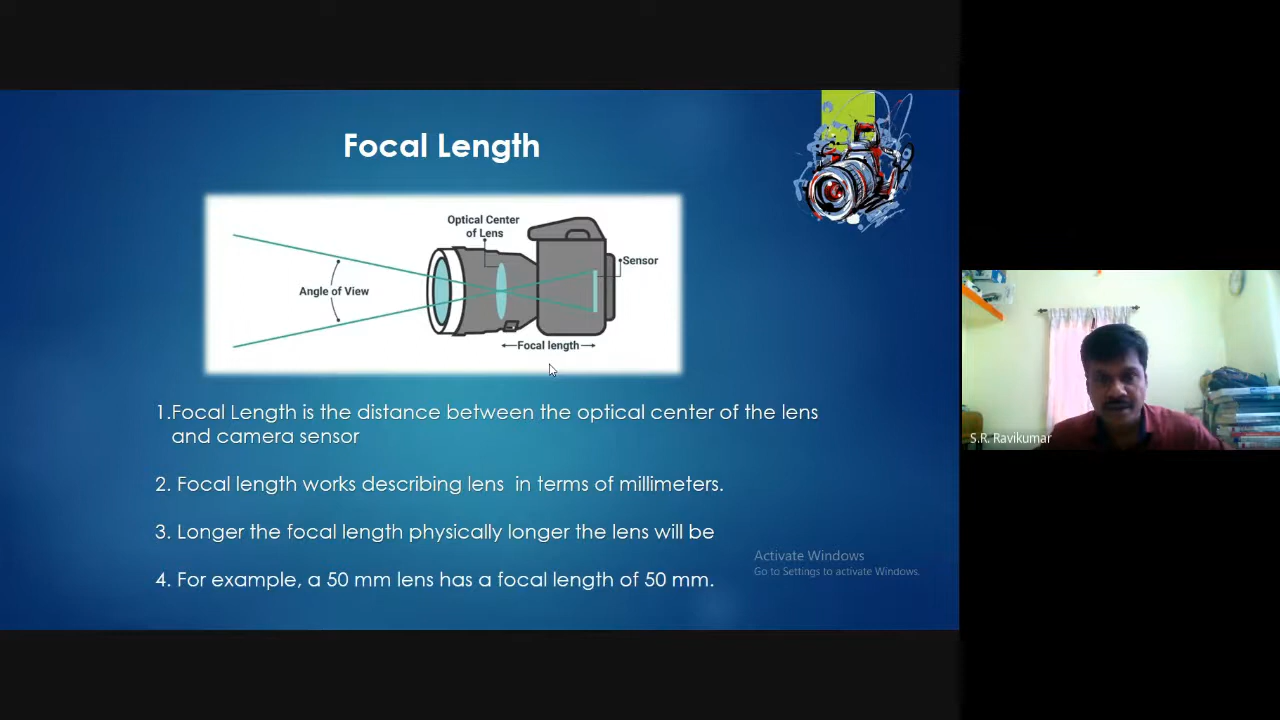 Focal Length
Optical Center
of Lens
Sensor
Angle of View
Focal length
1.Focal Length is the distance between the optical center of the lens
and camera sensor
2. Focal length works describing lens  in terms of millimeters.
3. Longer the focal length physically longer the lens will be
4. For example, a 50 mm lens has a focal length of 50 mm.
Activate Windows
Go to Settings to activate Windows.
S.R. Ravikumar